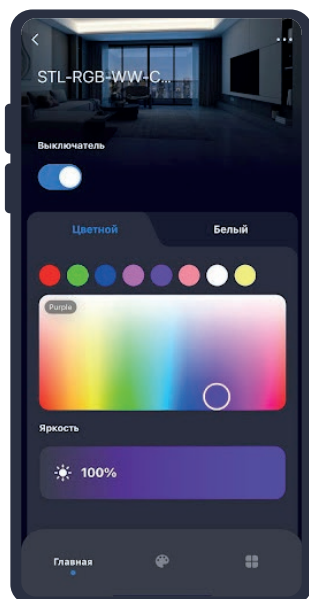 STL-RGB-WW-C...
Выключатель
Цветной
Белый
Purple
Яркость
100%
Главная